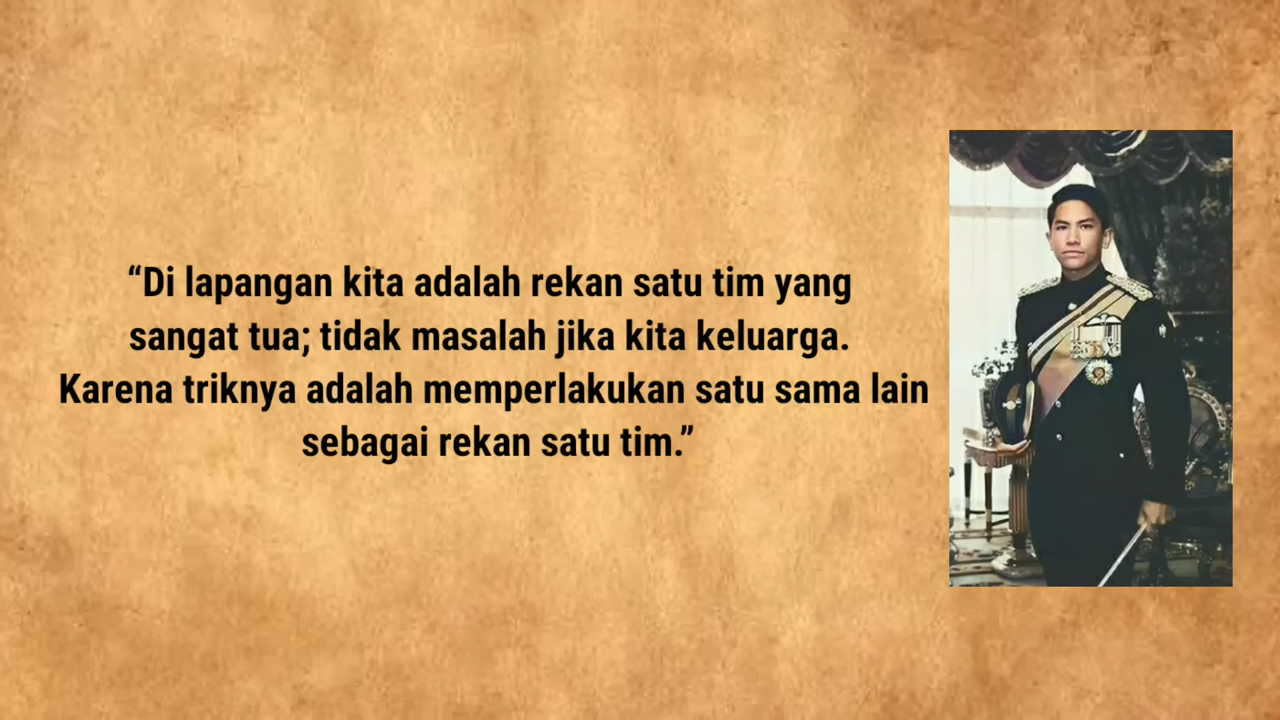 “Di lapangan kita adalah rekan satu tim yang
sangat tua; tidak masalah jika kita keluarga.
Karena triknya adalah memperlakukan satu sama lain
sebagai rekan satu tim.”